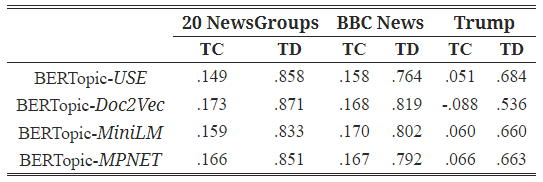 20 NewsGroups BBC News Trump
TC TD TC TD TC TD
BERTopic-USE .149 .858 .158 .764 .051 .684
BERTopic-Doc2Vec .173 .871 .168 .819 -.088 .536
BERTopic-MiniLM .159 .833 .170 .802 .060 .660
BERTopic-MPNET .166 .851 .167 .792 .066 .663